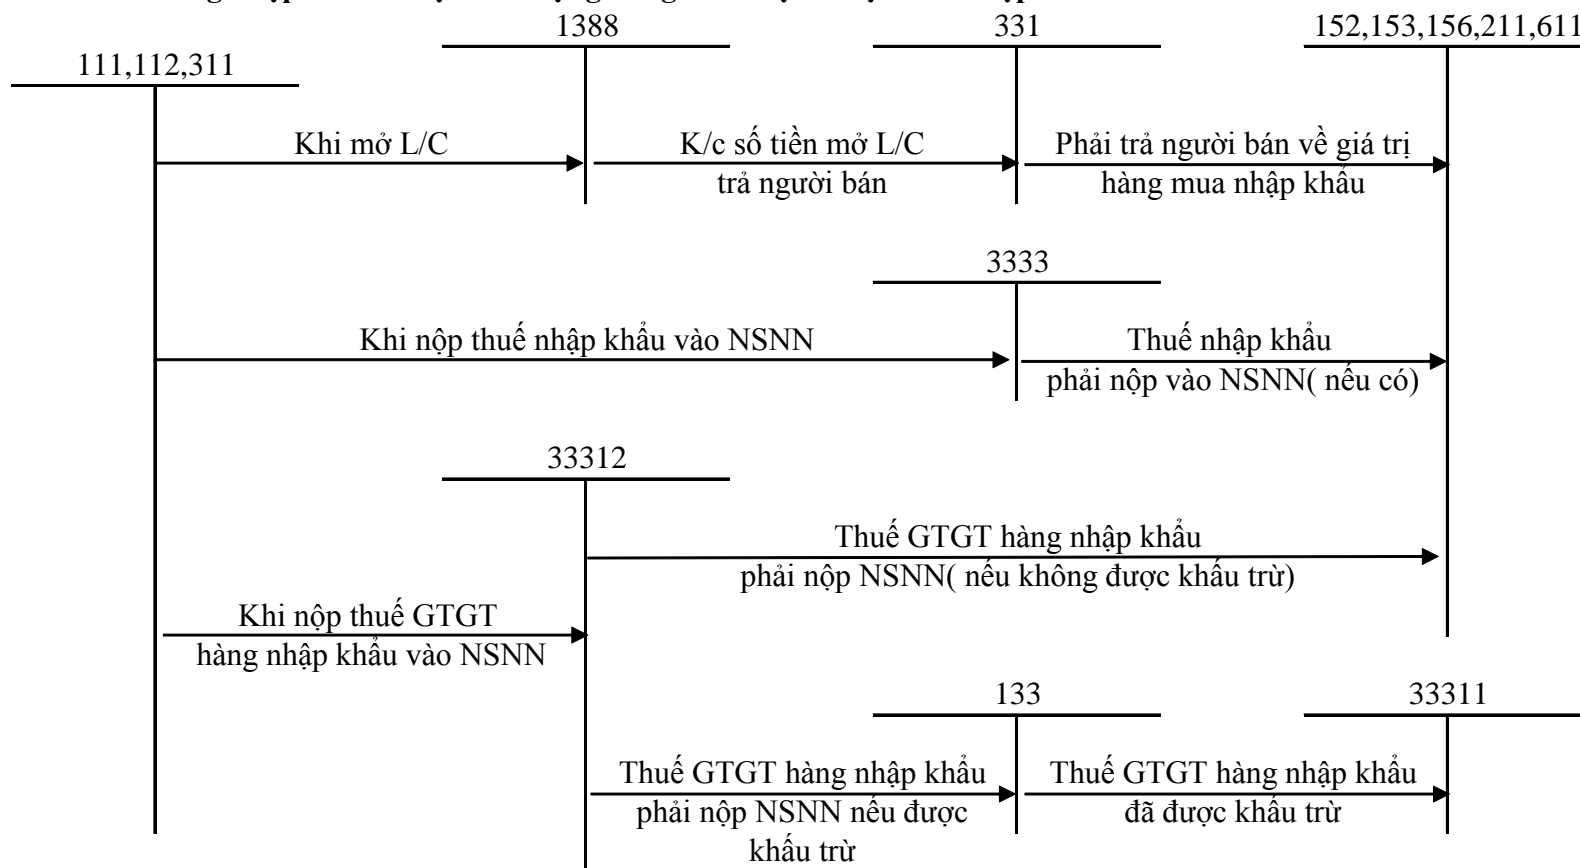 1388
331
152,153,156,211,611
111,112,311
Khi mở L/C
K/c số tiền mở L/C
trả người bán
Phải trả người bán về giá trị
hàng mua nhập khẩu
3333
Khi nộp thuế nhập khẩu vào NSNN
Thuế nhập khẩu
phải nộp vào NSNN( nếu có)
33312
Thuế GTGT hàng nhập khẩu
phải nộp NSNN( nếu không được khấu trừ)
Khi nộp thuế GTGT
hàng nhập khẩu vào NSNN
133
33311
Thuế GTGT hàng nhập khẩu
phải nộp NSNN nếu được
khấu trừ
Thuế GTGT hàng nhập khẩu
đã được khấu trừ